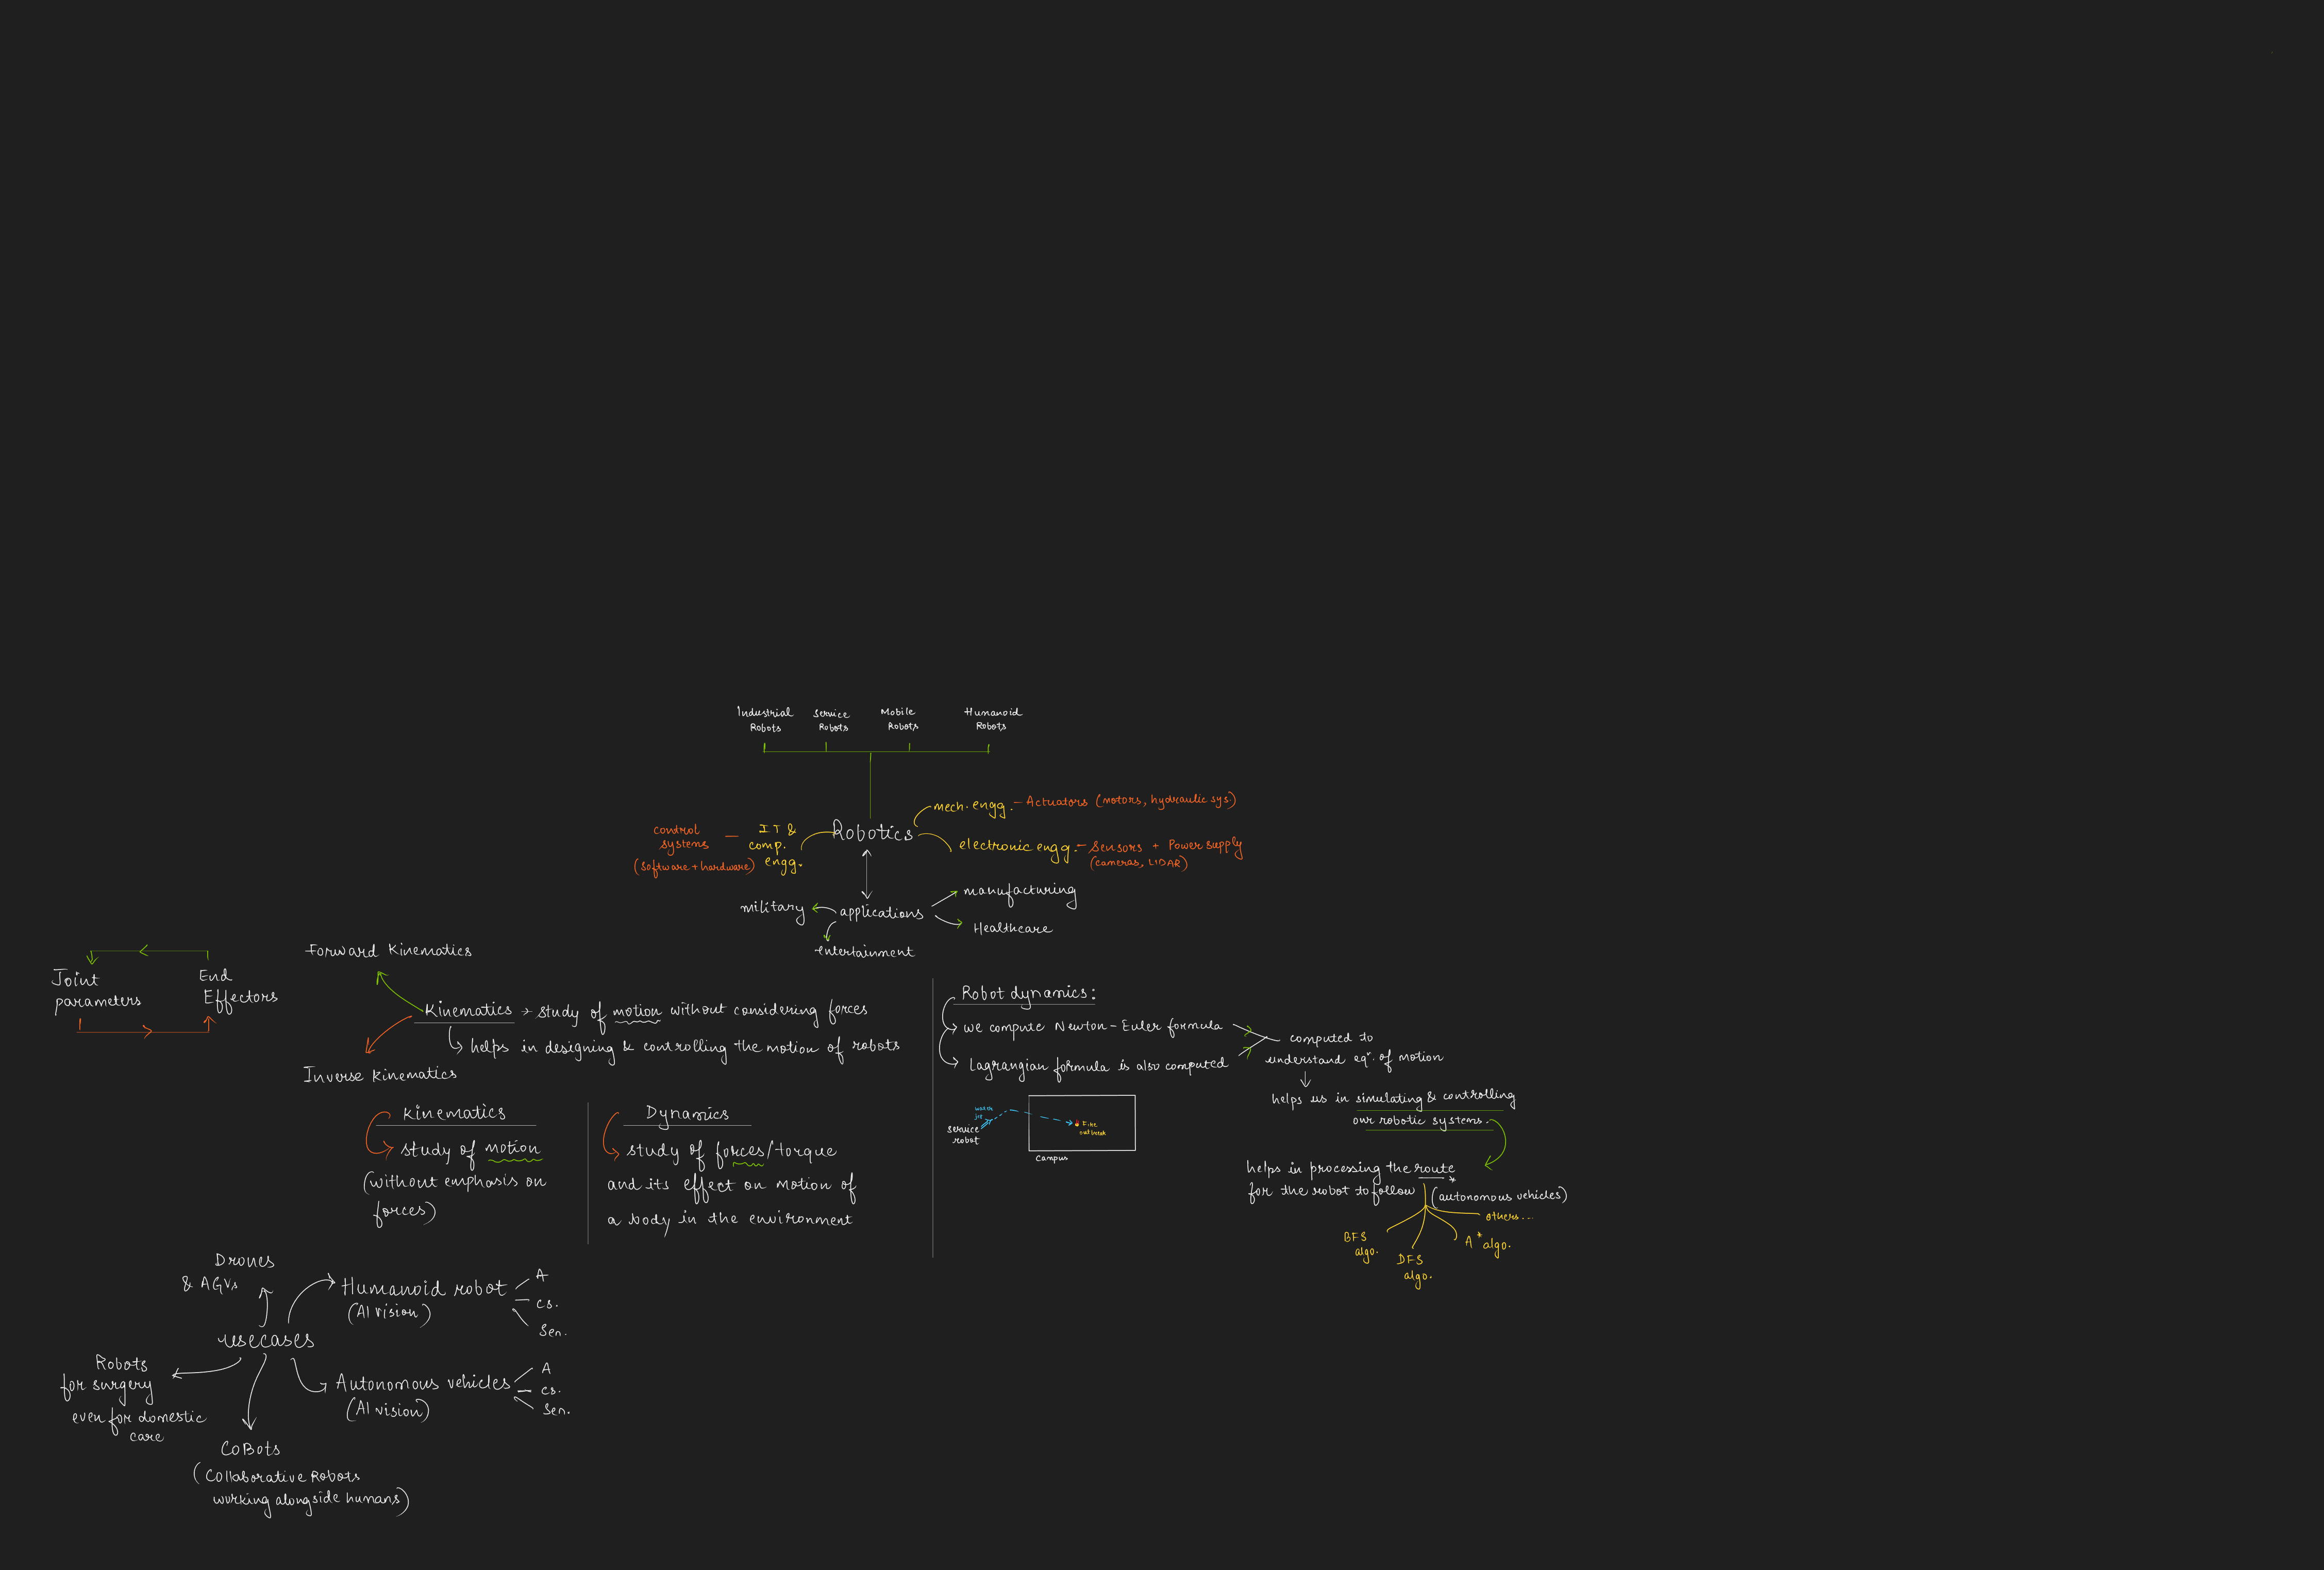 Industrial
Robots
Service
Robots
Mobile
Robots
Humanoid
Robots
mech. engg. - Actuators (motors, hydraulic sys.)
control
systems
(software + hardware)
IT &
comp.
engg.
Robotics
electronic engg. - Sensors + Power supply
(cameras, LIDAR)
military
applications
manufacturing
Healthcare
entertainment
Joint
parameters
End
Effectors
Forward Kinematics
Kinematics → study of motion without considering forces
helps in designing & controlling the motion of robots
Inverse Kinematics
Kinematics
study of motion
(without emphasis on
forces)
Dynamics
study of forces/torque
and its effect on motion of
a body in the environment
Robot dynamics:
we compute Newton-Euler formula
Lagrangian formula is also computed
computed to
understand eqn. of motion
helps us in simulating & controlling
our robotic systems.
water
jet
service
robot
Fire
outbreak
Campus
helps in processing the route *
for the robot to follow (autonomous vehicles)
others...
BFS
algo.
DFS
algo.
A* algo.
Drones
& AGVs
usecases
Humanoid robot
(AI vision)
A
CS.
Sen.
Autonomous vehicles
(AI vision)
A
CS.
Sen.
Robots
for surgery
even for domestic
care
CoBots
(Collaborative Robots
working alongside humans)